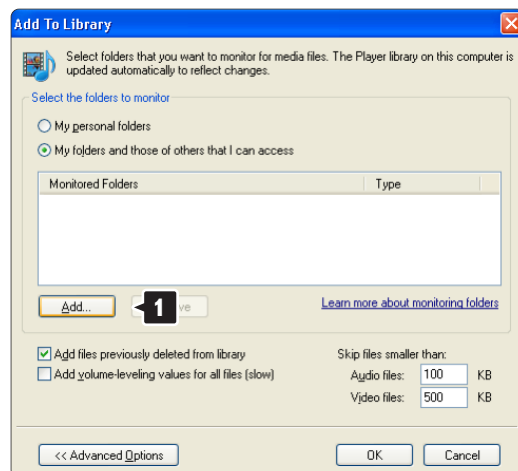 Add To Library
Select folders that you want to monitor for media files. The Player library on this computer is
updated automatically to reflect changes.
Select the folders to monitor
My personal folders
My folders and those of others that I can access
Monitored Folders Type
Add... 1 Learn more about monitoring folders
Add files previously deleted from library Skip files smaller than:
Add volume-leveling values for all files (slow) Audio files: 100 KB
Video files: 500 KB
<< Advanced Options OK Cancel